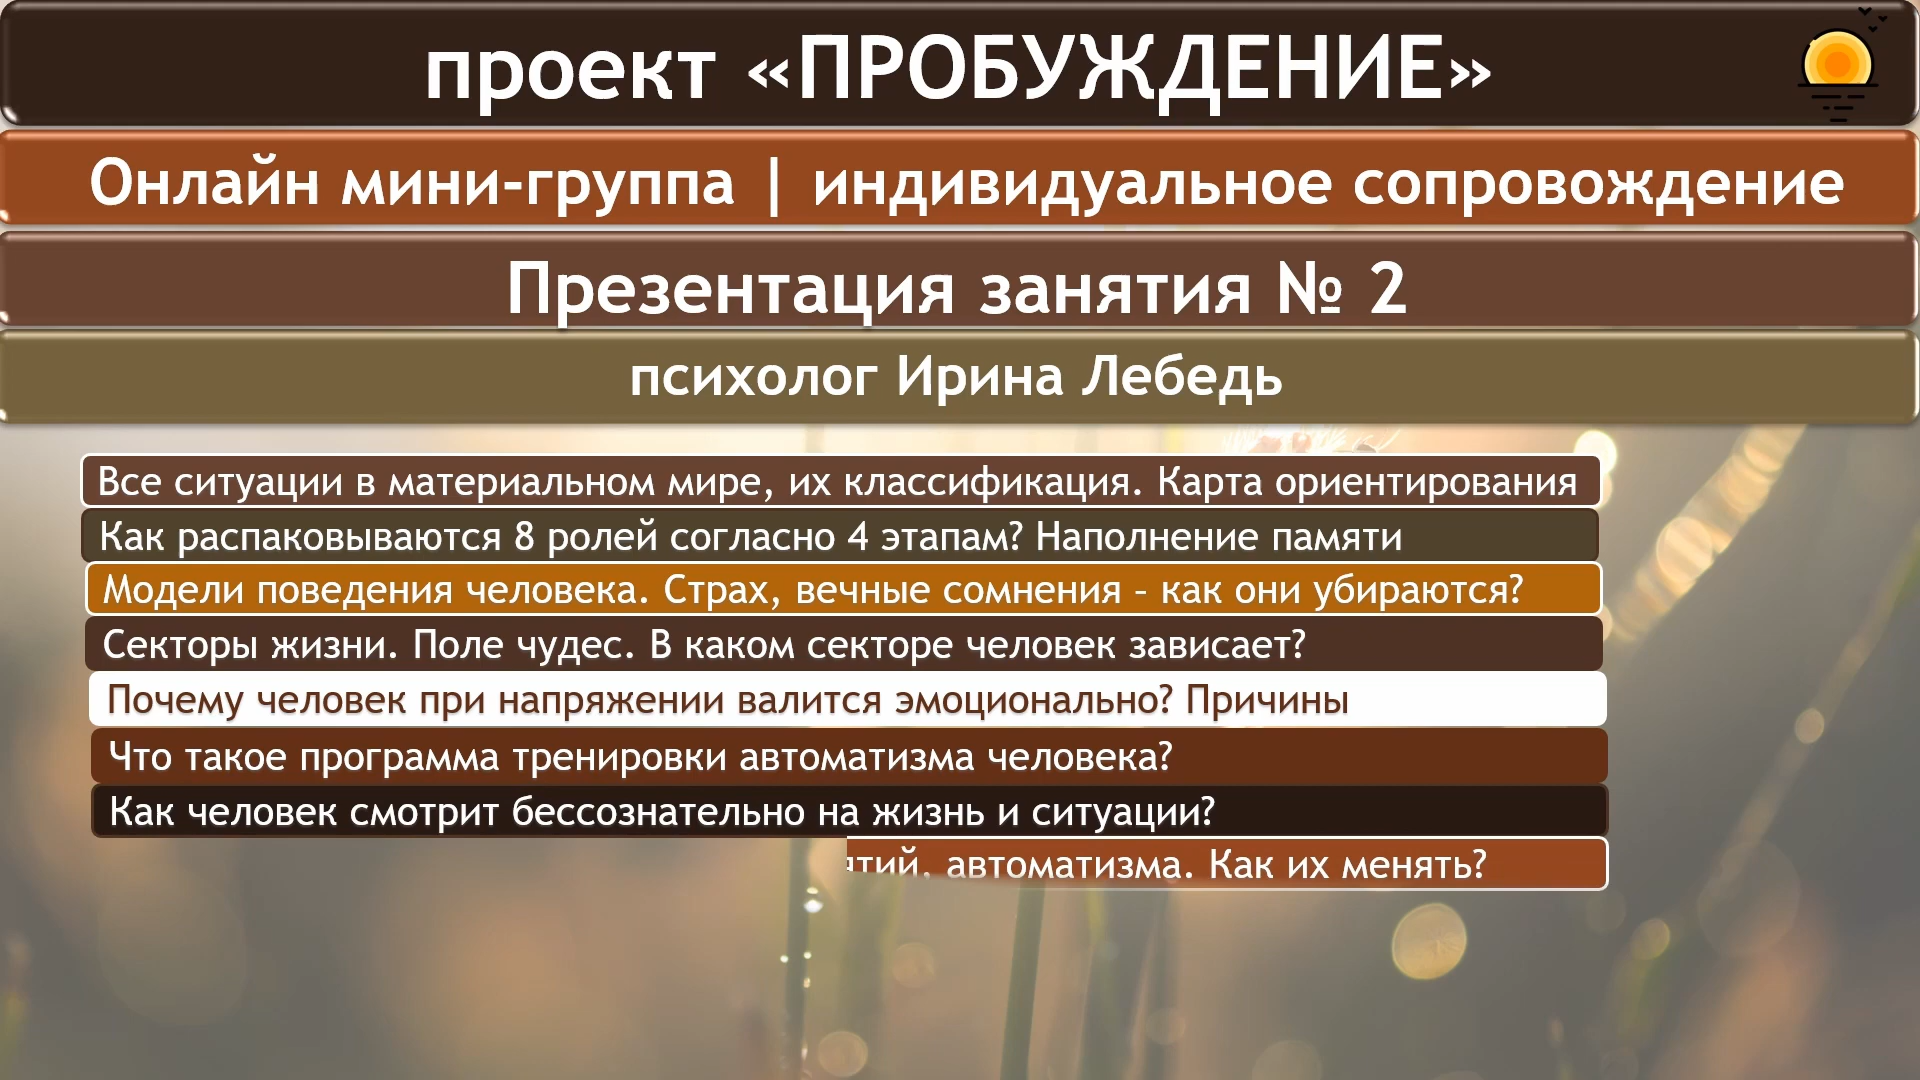 проект «ПРОБУЖДЕНИЕ»
Онлайн мини-группа | индивидуальное сопровождение
Презентация занятия № 2
психолог Ирина Лебедь
Все ситуации в материальном мире, их классификация. Карта ориентирования
Как распаковываются 8 ролей согласно 4 этапам? Наполнение памяти
Модели поведения человека. Страх, вечные сомнения – как они убираются?
Секторы жизни. Поле чудес. В каком секторе человек зависает?
Почему человек при напряжении валится эмоционально? Причины
Что такое программа тренировки автоматизма человека?
Как человек смотрит бессознательно на жизнь и ситуации?
автоматизма. Как их менять?